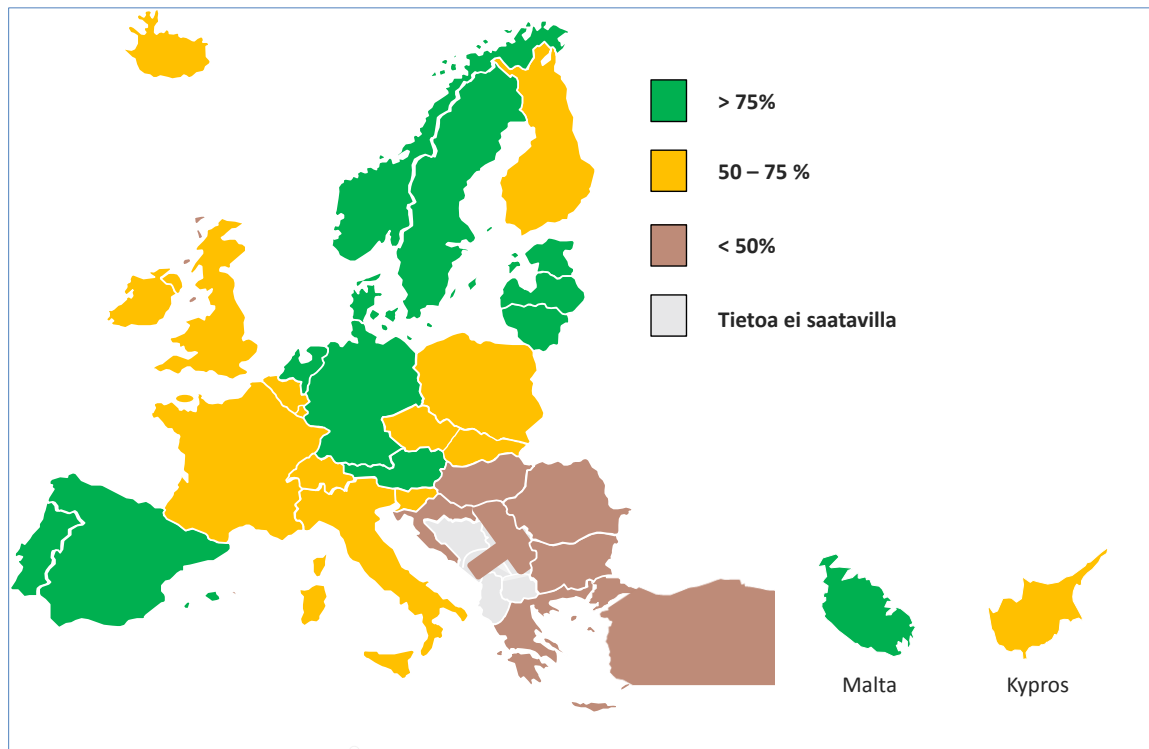 > 75%
50 – 75 %
< 50%
Tietoa ei saatavilla
Malta
Kypros